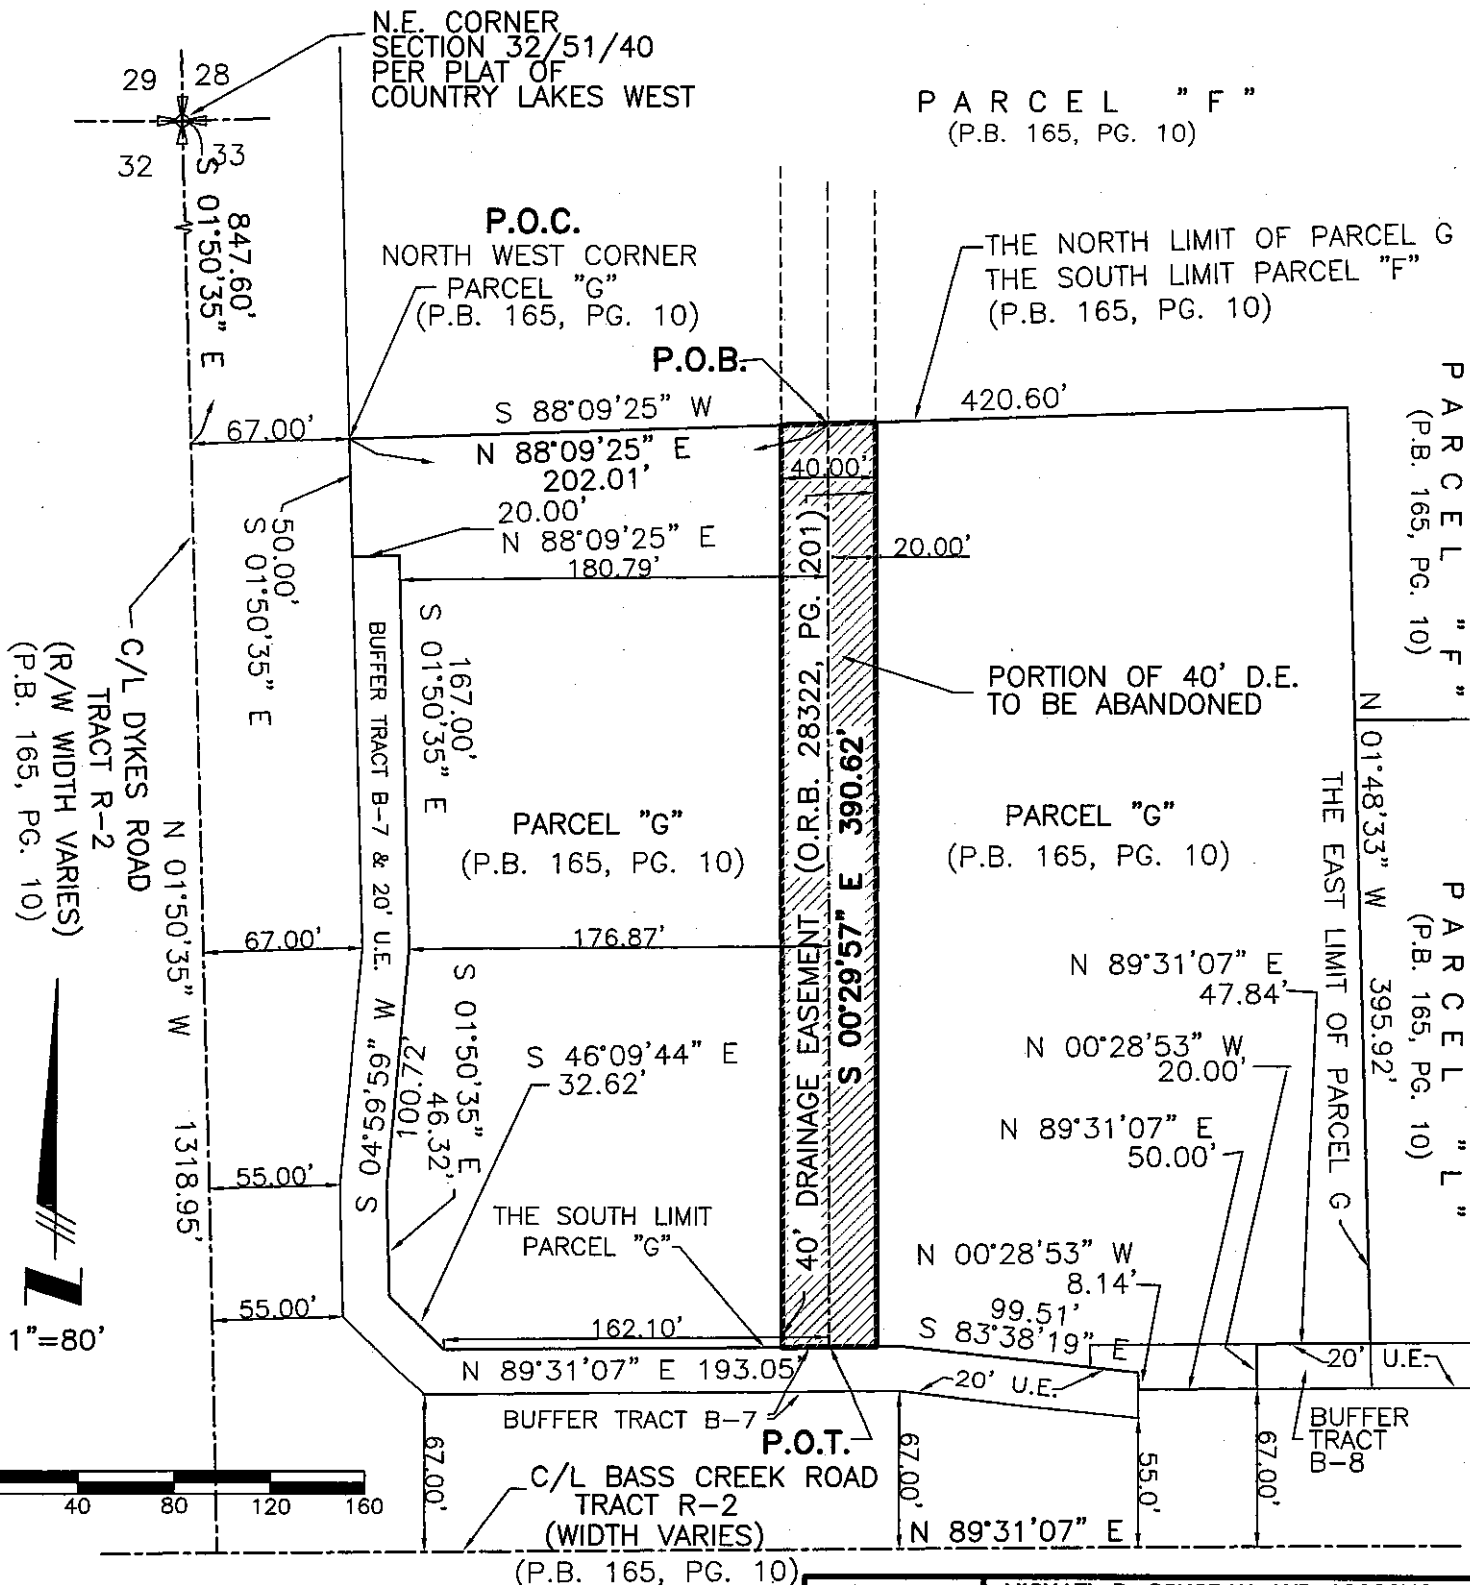 N.E. CORNER
SECTION 32/51/40
PER PLAT OF
COUNTRY LAKES WEST
29
28
32
33
PARCEL "F"
(P.B. 165, PG. 10)
847.60'
S 01°50'35" E
P.O.C.
NORTH WEST CORNER
PARCEL "G"
(P.B. 165, PG. 10)
THE NORTH LIMIT OF PARCEL G
THE SOUTH LIMIT PARCEL "F"
(P.B. 165, PG. 10)
P.O.B.
S 88°09'25" W
420.60'
67.00'
N 88°09'25" E
202.01'
40.00'
20.00'
N 88°09'25" E
20.00'
180.79'
50.00'
S 01°50'35" E
PARCEL "F"
(P.B. 165, PG. 10)
167.00'
S 01°50'35" E
BUFFER TRACT B-7 & 20' U.E.
C/L DYKES ROAD
TRACT R-2
(R/W WIDTH VARIES)
(P.B. 165, PG. 10)
PORTION OF 40' D.E.
TO BE ABANDONED
40' DRAINAGE EASEMENT (O.R.B. 28322, PG. 201)
S 00°29'57" E 390.62'
PARCEL "G"
(P.B. 165, PG. 10)
PARCEL "G"
(P.B. 165, PG. 10)
N 01°48'33" W 395.92'
THE EAST LIMIT OF PARCEL G
PARCEL "L"
(P.B. 165, PG. 10)
N 01°50'35" W 1318.95'
67.00'
176.87'
S 04°53'59" W
100.72'
S 01°50'35" E
46.32'
S 46°09'44" E
32.62'
N 89°31'07" E
47.84'
N 00°28'53" W
20.00'
N 89°31'07" E
50.00'
55.00'
THE SOUTH LIMIT
PARCEL "G"
N 00°28'53" W
8.14'
1"=80'
55.00'
162.10'
99.51'
S 83°38'19" E
N 89°31'07" E 193.05'
20' U.E.
20' U.E.
BUFFER TRACT B-7
P.O.T.
BUFFER
TRACT
B-8
67.00'
67.00'
55.0'
67.00'
40 80 120 160
C/L BASS CREEK ROAD
TRACT R-2
(WIDTH VARIES)
(P.B. 165, PG. 10)
N 89°31'07" E